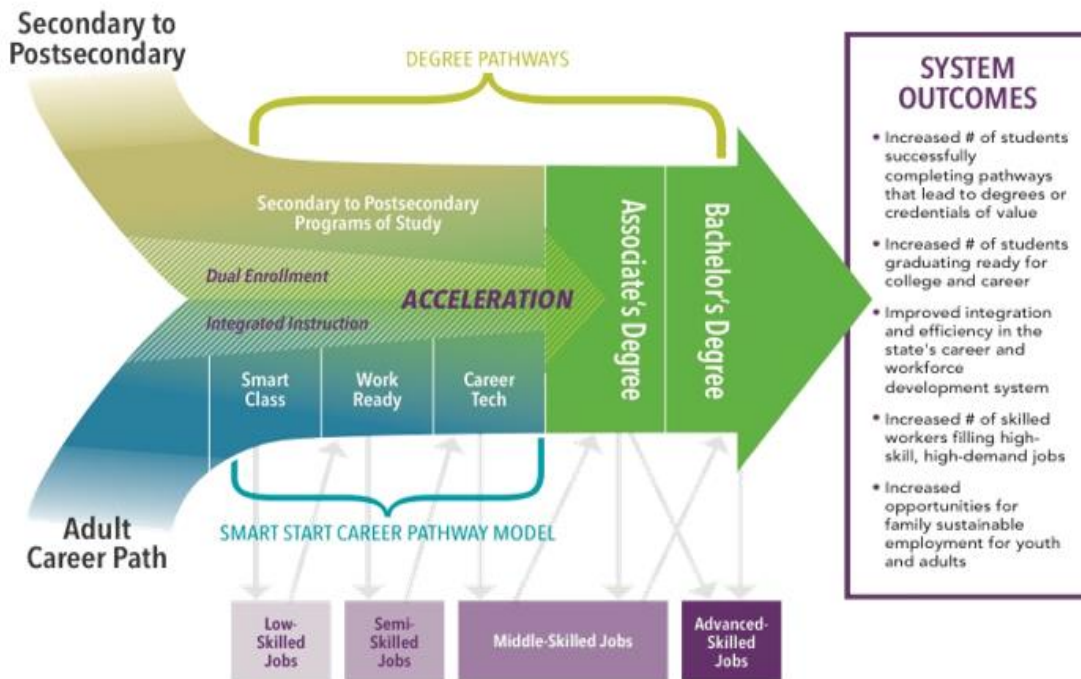 Secondary to
Postsecondary
DEGREE PATHWAYS
Secondary to Postsecondary
Programs of Study
Dual Enrollment
ACCELERATION
Integrated Instruction
Smart
Class
Work
Ready
Career
Tech
Associate's Degree
Bachelor's Degree
Adult
Career Path
SMART START CAREER PATHWAY MODEL
Low-
Skilled
Jobs
Semi-
Skilled
Jobs
Middle-Skilled Jobs
Advanced-
Skilled
Jobs
SYSTEM
OUTCOMES
• Increased # of students
successfully
completing pathways
that lead to degrees or
credentials of value
• Increased # of students
graduating ready for
college and career
• Improved integration
and efficiency in the
state's career and
workforce
development system
• Increased # of skilled
workers filling high-
skill, high-demand jobs
• Increased
opportunities for
family sustainable
employment for youth
and adults